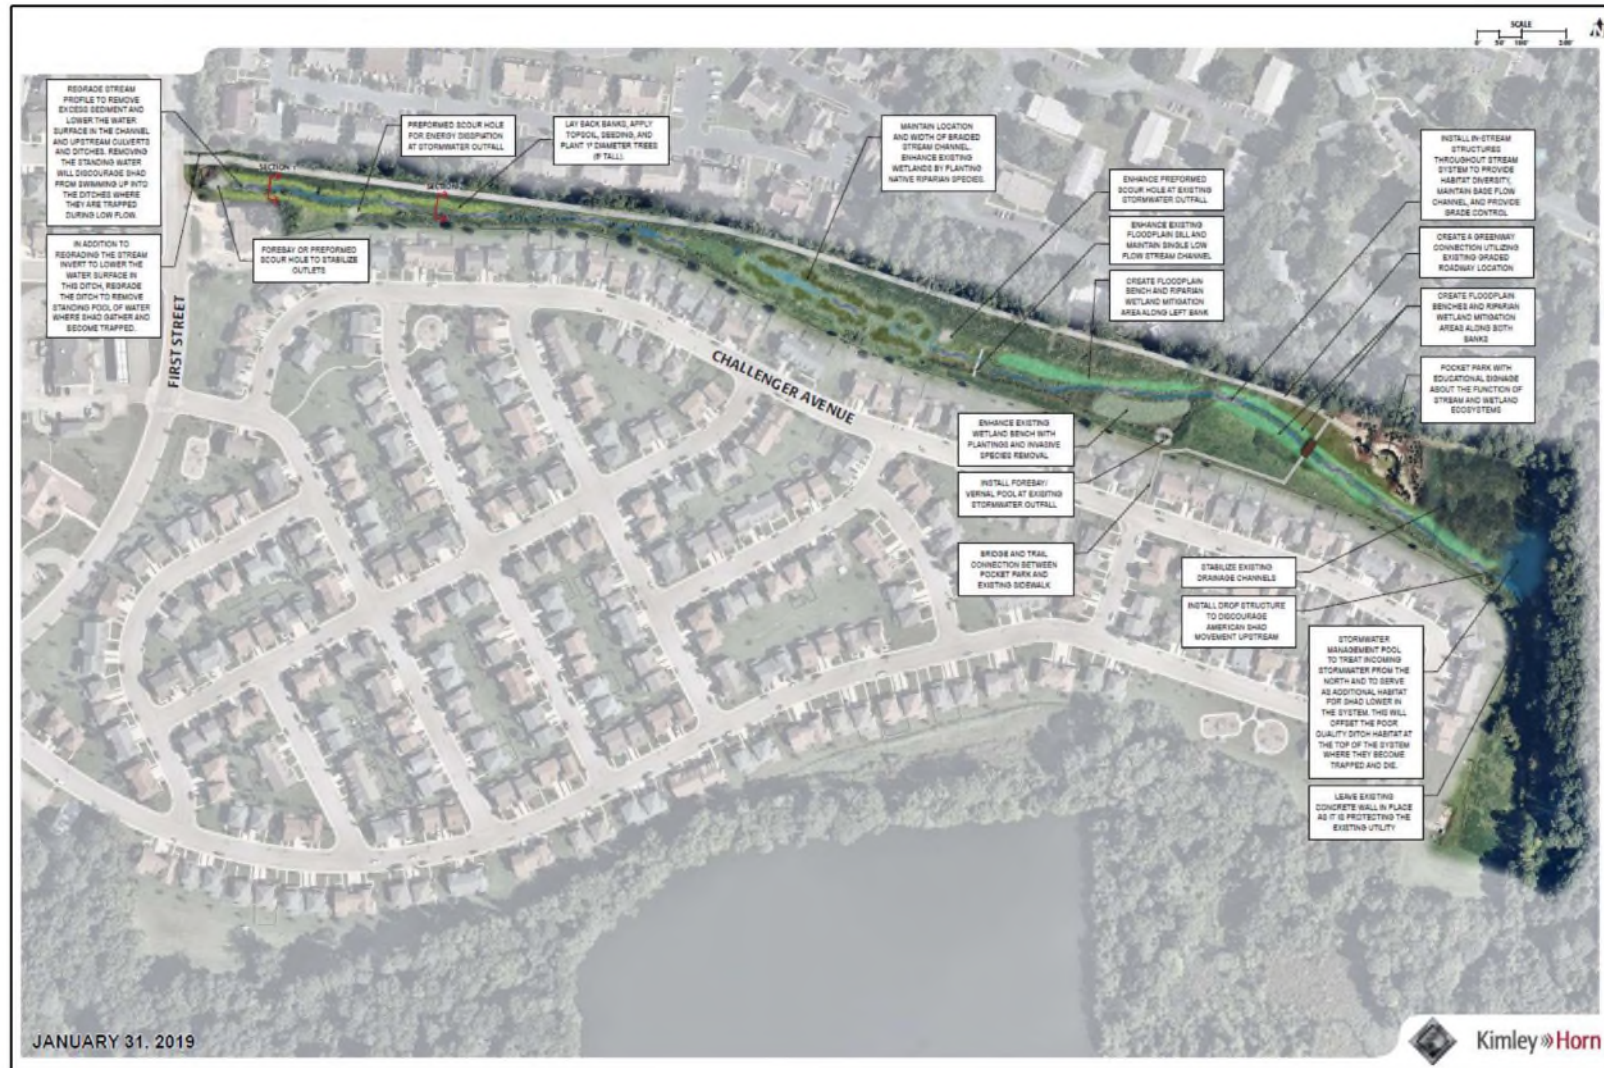 SCALE
0' 50' 100' 200'
REGRADE STREAM
PROFILE TO REMOVE
EXCESS SEDIMENT AND
LOWER THE WATER
SURFACE IN THE CHANNEL
AND UPSTREAM CULVERTS
AND DITCHES. REMOVING
THE STANDING WATER
WILL DISCOURAGE SHAD
FROM SWIMMING UP INTO
THE DITCHES WHERE
THEY ARE TRAPPED
DURING LOW FLOW.
IN ADDITION TO
REGRADING THE STREAM
INVERT TO LOWER THE
WATER SURFACE IN
THIS DITCH, REGRADE
THE DITCH TO REMOVE
STANDING POOL OF WATER
WHERE SHAD GATHER AND
BECOME TRAPPED.
SECTION 1
FOREBAY OR PREFORMED
SCOUR HOLE TO STABILIZE
OUTLETS
PREFORMED SCOUR HOLE
FOR ENERGY DISSIPATION
AT STORMWATER OUTFALL
SECTION
LAY BACK BANKS, APPLY
TOPSOIL, SEEDING, AND
PLANT 1" DIAMETER TREES
TALL).
MAINTAIN LOCATION
AND WIDTH OF BRAIDED
STREAM CHANNEL.
ENHANCE EXISTING
WETLANDS BY PLANTING
NATIVE RIPARIAN SPECIES.
ENHANCE PREFORMED
SCOUR HOLE AT EXISTING
STORMWATER OUTFALL
ENHANCE EXISTING
FLOODPLAIN SILL AND
MAINTAIN SINGLE LOW
FLOW STREAM CHANNEL
CREATE FLOODPLAIN
BENCH AND RIPARIAN
WETLAND MITIGATION
AREA ALONG LEFT BANK
INSTALL IN-STREAM
STRUCTURES
THROUGHOUT STREAM
SYSTEM TO PROVIDE
HABITAT DIVERSITY,
MAINTAIN BASE FLOW
CHANNEL, AND PROVIDE
GRADE CONTROL
CREATE A GREENWAY
CONNECTION UTILIZING
EXISTING GRADED
ROADWAY LOCATION
CREATE FLOODPLAIN
BENCHES AND RIPARIAN
WETLAND MITIGATION
AREAS ALONG BOTH
BANKS
POCKET PARK WITH
EDUCATIONAL SIGNAGE
ABOUT THE FUNCTION OF
STREAM AND WETLAND
ECOSYSTEMS
FIRST STREET
CHALLENGER AVENUE
ENHANCE EXISTING
WETLAND BENCH WITH
PLANTINGS AND INVASIVE
SPECIES REMOVAL
INSTALL FOREBAY/
VERNAL POOL AT EXISITNG
STORMWATER OUTFALL
BRIDGE AND TRAIL
CONNECTION BETWEEN
POCKET PARK AND
EXISTING SIDEWALK
STABILIZE EXISTING
DRAINAGE CHANNELS
INSTALL DROP STRUCTURE
TO DISCOURAGE
AMERICAN SHAD
MOVEMENT UPSTREAM
STORMWATER
MANAGEMENT POOL
TO TREAT INCOMING
STORMWATER FROM THE
NORTH AND TO SERVE
AS ADDITIONAL HABITAT
FOR SHAD LOWER IN
THE SYSTEM. THIS WILL
OFFSET THE POOR
QUALITY DITCH HABITAT AT
THE TOP OF THE SYSTEM
WHERE THEY BECOME
TRAPPED AND DIE.
LEAVE EXISTING
CONCRETE WALL IN PLACE
AS IT IS PROTECTING THE
EXISTING UTILITY
JANUARY 31, 2019
Kimley»Horn